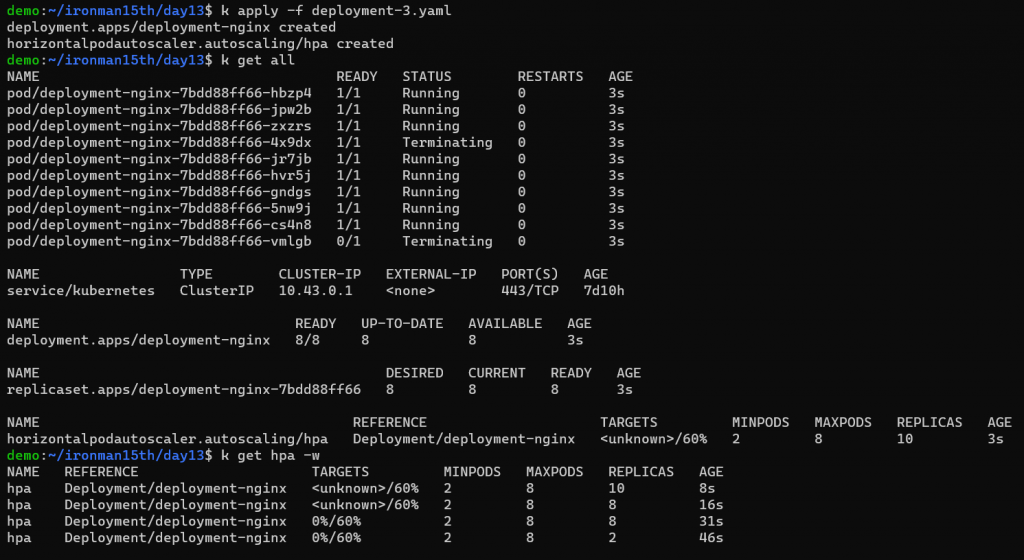 demo:~/ironman15th/day13$ k apply -f deployment-3.yaml
deployment.apps/deployment-nginx created
horizontalpodautoscaler.autoscaling/hpa created
demo:~/ironman15th/day13$ k get all
NAME READY STATUS RESTARTS AGE
pod/deployment-nginx-7bdd88ff66-hbzp4 1/1 Running 0 3s
pod/deployment-nginx-7bdd88ff66-jpw2b 1/1 Running 0 3s
pod/deployment-nginx-7bdd88ff66-zxzrs 1/1 Running 0 3s
pod/deployment-nginx-7bdd88ff66-4x9dx 1/1 Terminating 0 3s
pod/deployment-nginx-7bdd88ff66-jr7jb 1/1 Running 0 3s
pod/deployment-nginx-7bdd88ff66-hvr5j 1/1 Running 0 3s
pod/deployment-nginx-7bdd88ff66-gndgs 1/1 Running 0 3s
pod/deployment-nginx-7bdd88ff66-5nw9j 1/1 Running 0 3s
pod/deployment-nginx-7bdd88ff66-cs4n8 1/1 Running 0 3s
pod/deployment-nginx-7bdd88ff66-vmlgb 0/1 Terminating 0 3s
NAME TYPE CLUSTER-IP EXTERNAL-IP PORT(S) AGE
service/kubernetes ClusterIP 10.43.0.1 <none> 443/TCP 7d10h
NAME READY UP-TO-DATE AVAILABLE AGE
deployment.apps/deployment-nginx 8/8 8 8 3s
NAME DESIRED CURRENT READY AGE
replicaset.apps/deployment-nginx-7bdd88ff66 8 8 8 3s
NAME REFERENCE TARGETS MINPODS MAXPODS REPLICAS AGE
horizontalpodautoscaler.autoscaling/hpa Deployment/deployment-nginx <unknown>/60% 2 8 10 3s
demo:~/ironman15th/day13$ k get hpa -w
NAME REFERENCE TARGETS MINPODS MAXPODS REPLICAS AGE
hpa Deployment/deployment-nginx <unknown>/60% 2 8 10 8s
hpa Deployment/deployment-nginx <unknown>/60% 2 8 8 16s
hpa Deployment/deployment-nginx 0%/60% 2 8 8 31s
hpa Deployment/deployment-nginx 0%/60% 2 8 2 46s